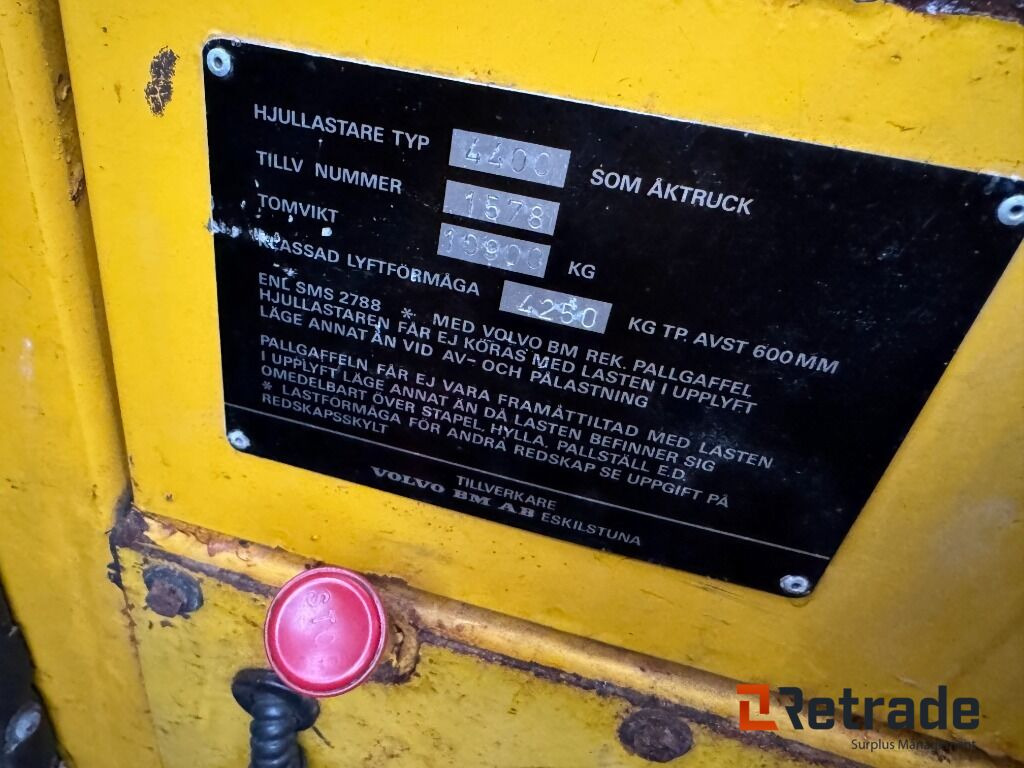 HJULLASTARE TYP 4400 SOM ÅKTRUCK
TILLV NUMMER 1578
TOMVIKT 10900 KG
KLASSAD LYFTFÖRMÅGA 4250 KG TP. AVST 600 MM
ENL SMS 2788 * MED VOLVO BM REK. PALLGAFFEL
HJULLASTAREN FÅR EJ KÖRAS MED LASTEN I UPPLYFT
LÄGE ANNAT ÄN VID AV- OCH PÅLASTNING
PALLGAFFELN FÅR EJ VARA FRAMÅTTILTAD MED LASTEN
I UPPLYFT LÄGE ANNAT ÄN DÅ LASTEN BEFINNER SIG
OMEDELBART ÖVER STAPEL, HYLLA, PALLSTÄLL E.D.
* LASTFÖRMÅGA FÖR ANDRA REDSKAP SE UPPGIFT PÅ
REDSKAPSSKYLT
TILLVERKARE
VOLVO BM AB ESKILSTUNA
STOP
Retrade
Surplus Management